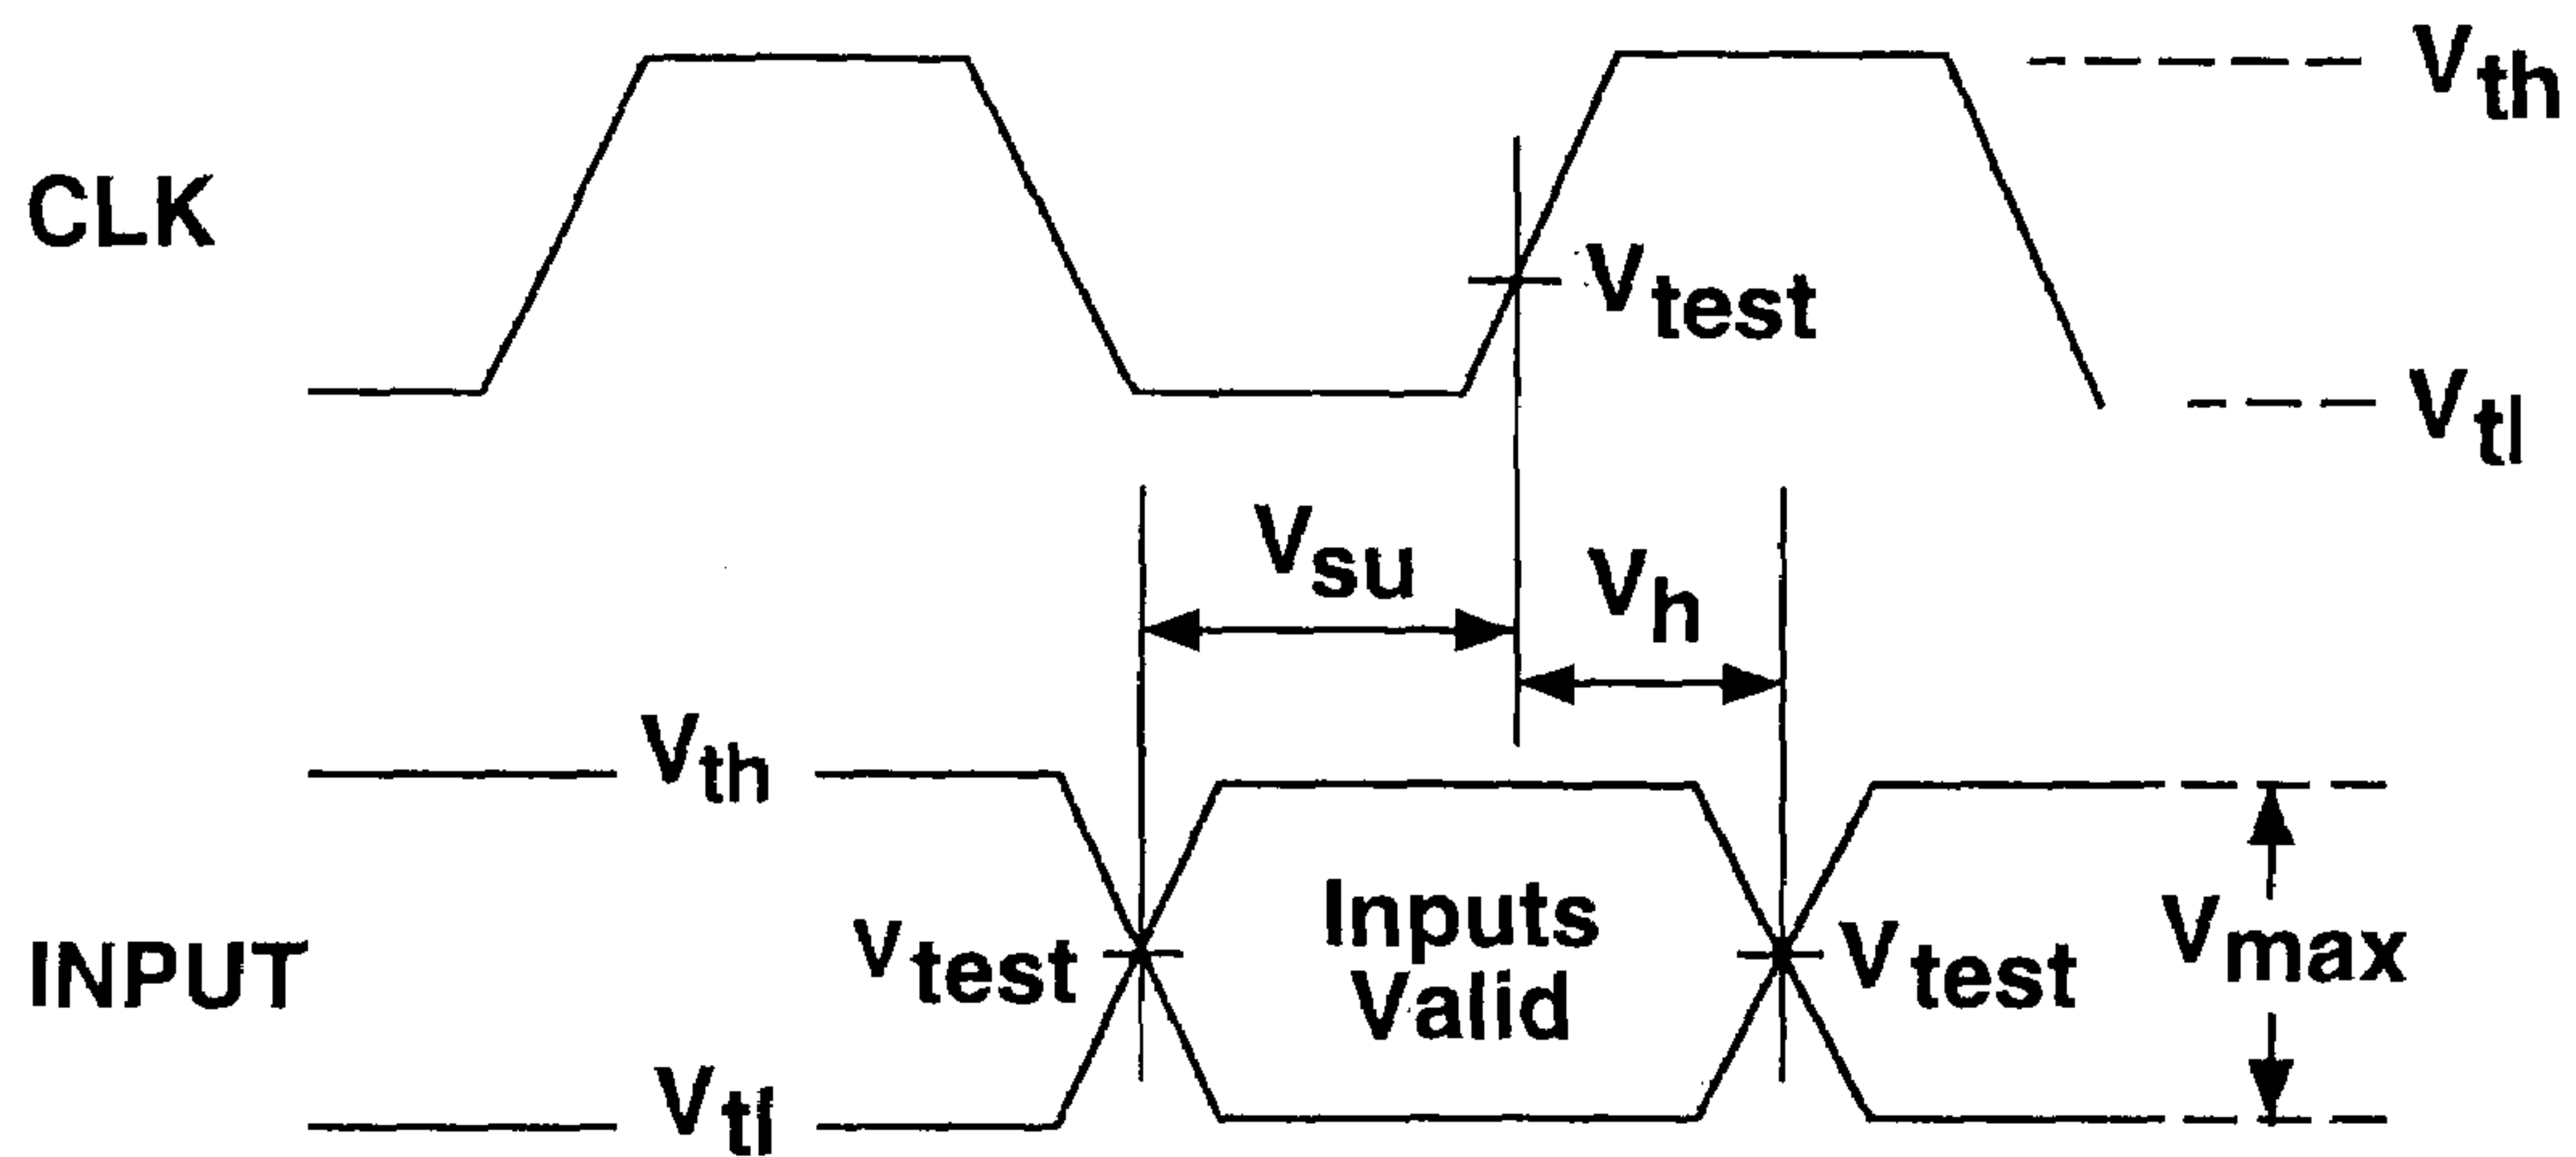 Vth
CLK
Vtest
Vtl
Vsu
Vh
Vth
Inputs
Valid
INPUT
Vtest
Vtest
Vmax
Vtl